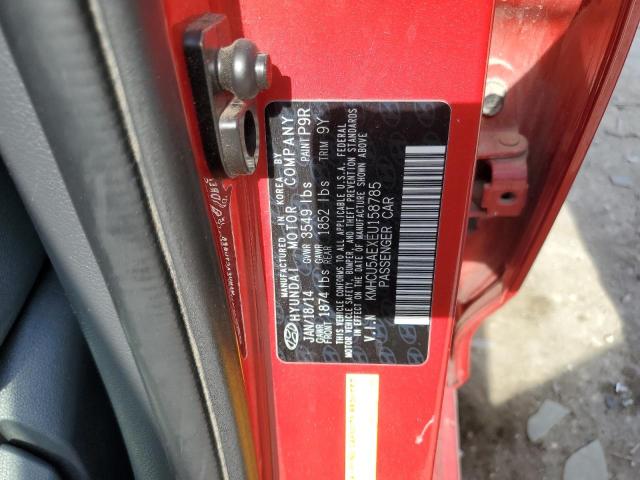 MANUFACTURED IN KOREA BY
HYUNDAI MOTOR COMPANY
JAN/18/14 GVWR 3549 lbs PAINT P9R
GAWR FRONT 1874 lbs GAWR REAR 1852 lbs TRIM 9Y
THIS VEHICLE CONFORMS TO ALL APPLICABLE U.S.A. FEDERAL
MOTOR VEHICLE SAFETY, BUMPER, AND THEFT PREVENTION STANDARDS
IN EFFECT ON THE DATE OF MANUFACTURE SHOWN ABOVE
V.I.N KMHCU5AEXEU158785
PASSENGER CAR